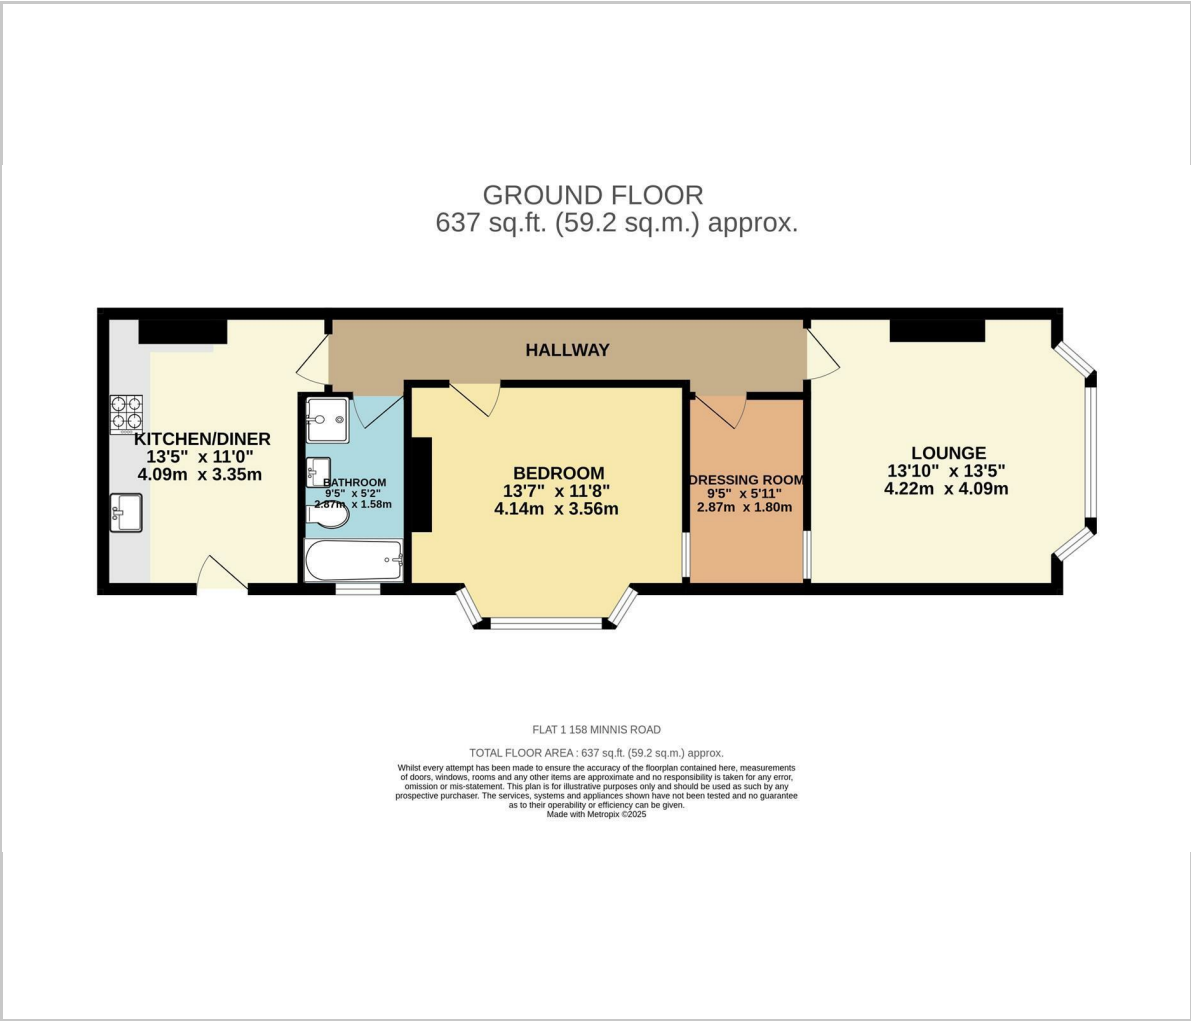 GROUND FLOOR
637 sq.ft. (59.2 sq.m.) approx.
HALLWAY
KITCHEN/DINER
13'5" x 11'0"
4.09m x 3.35m
BATHROOM
9'5" x 5'2"
2.87m x 1.58m
BEDROOM
13'7" x 11'8"
4.14m x 3.56m
DRESSING ROOM
9'5" x 5'11"
2.87m x 1.80m
LOUNGE
13'10" x 13'5"
4.22m x 4.09m
FLAT 1 158 MINNIS ROAD
TOTAL FLOOR AREA : 637 sq.ft. (59.2 sq.m.) approx.
Whilst every attempt has been made to ensure the accuracy of the floorplan contained here, measurements
of doors, windows, rooms and any other items are approximate and no responsibility is taken for any error,
omission or mis-statement. This plan is for illustrative purposes only and should be used as such by any
prospective purchaser. The services, systems and appliances shown have not been tested and no guarantee
as to their operability or efficiency can be given.
Made with Metropix ©2025